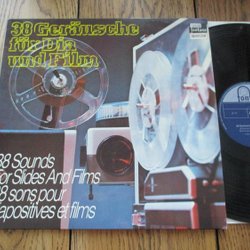 38 Geräusche
für Dia
und Film
38 Sounds
for Slides And Films
38 sons pour
diapositives et films